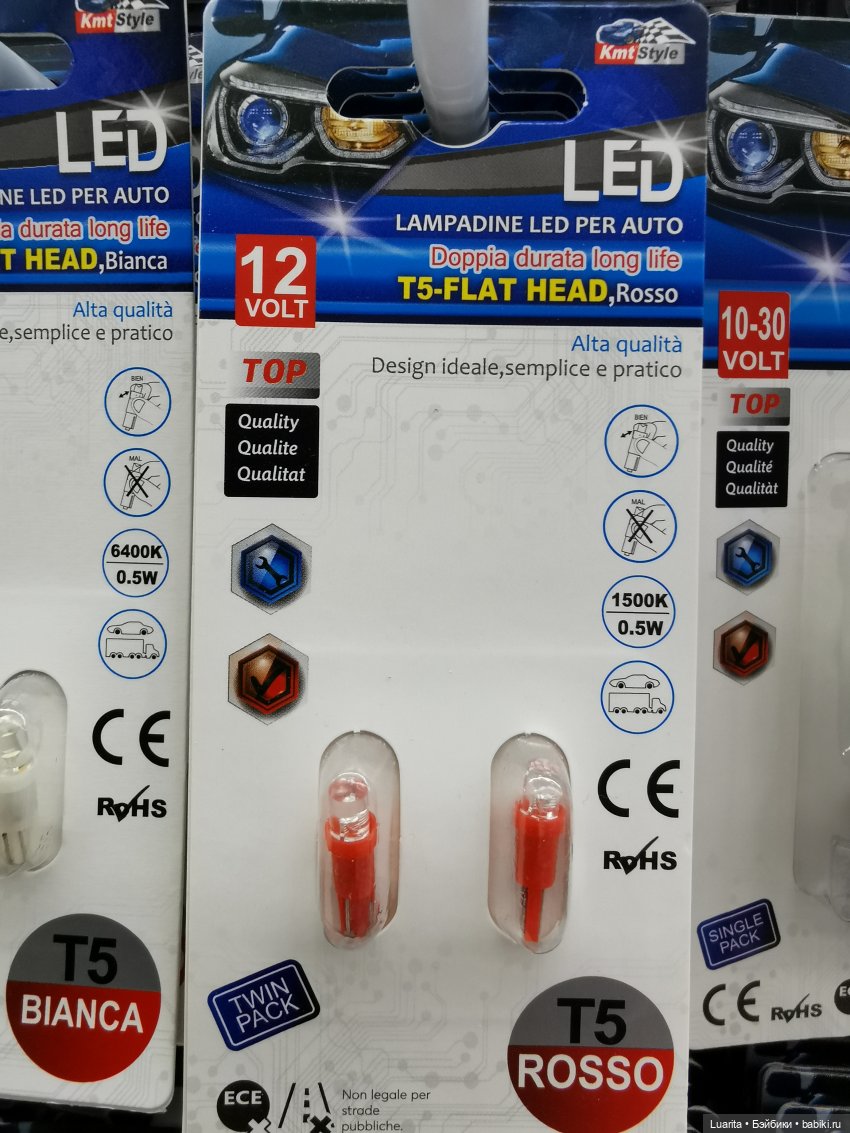 Kmt Style
LED
NE LED PER AUTO
a durata long life
T HEAD,Bianca
Alta qualità
e,semplice e pratico
BIEN
MAL
6400K
0.5W
CE
RoHS
T5
BIANCA
Kmt Style
LED
LAMPADINE LED PER AUTO
Doppia durata long life
T5-FLAT HEAD,Rosso
12
VOLT
Alta qualità
Design ideale,semplice e pratico
TOP
Quality
Qualite
Qualitat
BIEN
MAL
1500K
0.5W
CE
RoHS
TWIN
PACK
T5
ROSSO
ECE
Non legale per
strade
pubbliche.
10-30
VOLT
TOP
Quality
Qualité
Qualität
SINGLE
PACK
CE
RoHS
Luarita • Бэйбики • babiki.ru